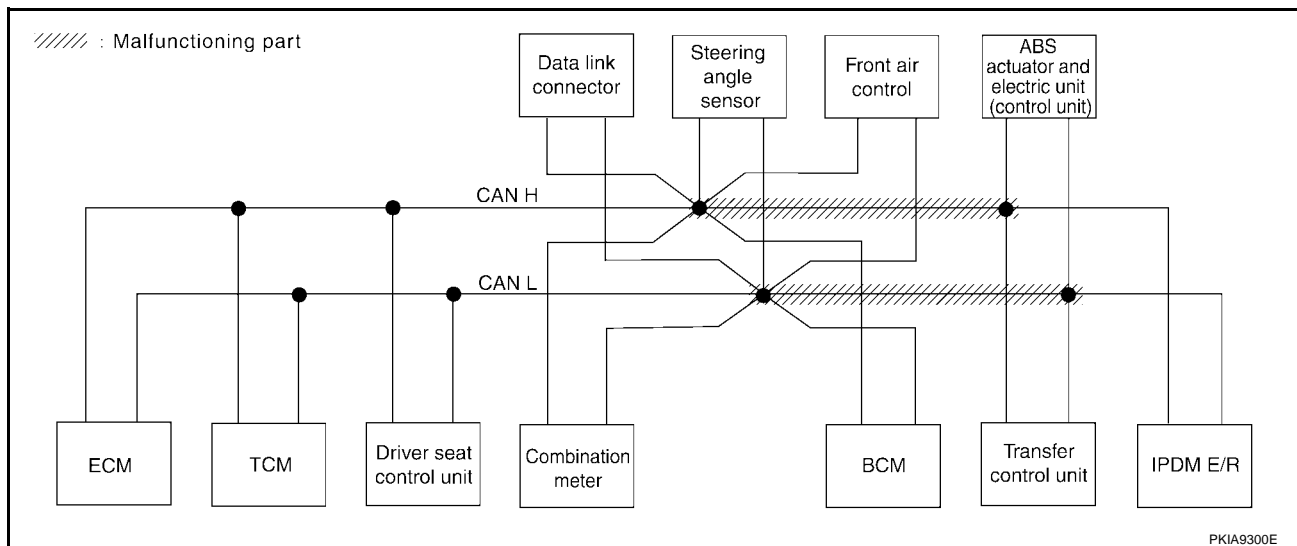 : Malfunctioning part
Data link
connector
Steering
angle
sensor
Front air
control
ABS
actuator and
electric unit
(control unit)
CAN H
CAN L
ECM
TCM
Driver seat
control unit
Combination
meter
BCM
Transfer
control unit
IPDM E/R
PKIA9300E